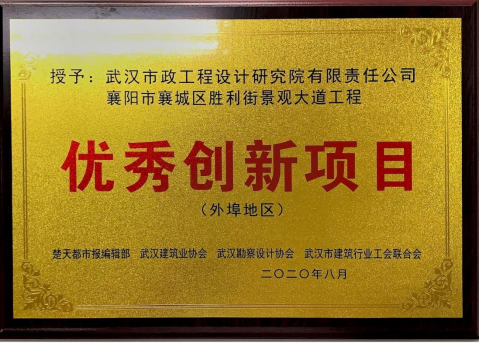 授予：武汉市政工程设计研究院有限责任公司
襄阳市襄城区胜利街景观大道工程
优秀创新项目
（外埠地区）
楚天都市报编辑部 武汉建筑业协会 武汉勘察设计协会 武汉市建筑行业工会联合会
二〇二〇年八月